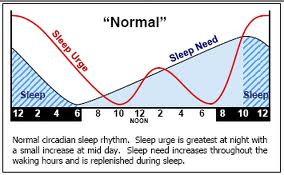 "Normal"
Sleep Urge
Sleep Need
Sleep
Sleep
12 2 4 6 8 10 12 2 4 6 8 10 12
NOON
Normal circadian sleep rhythm. Sleep urge is greatest at night with
a small increase at mid day. Sleep need increases throughout the
waking hours and is replenished during sleep.